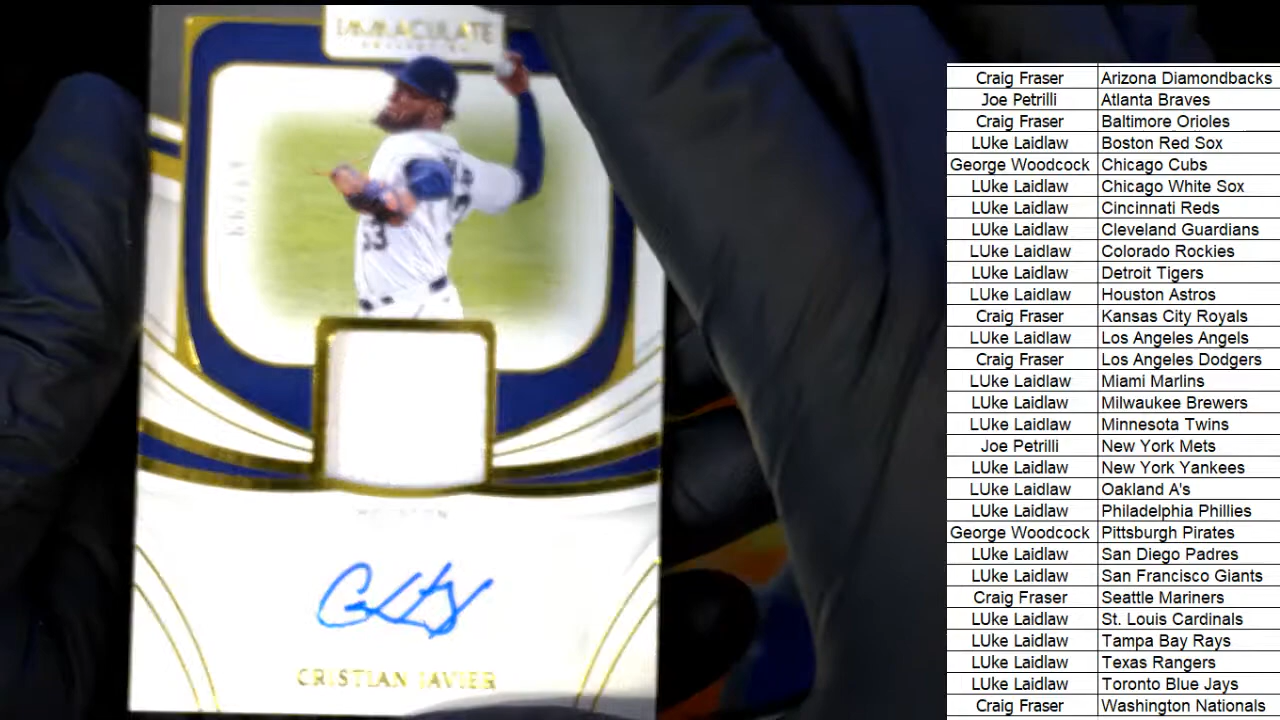 IMMACULATE
COLLECTION
53
HOUSTON
CRISTIAN JAVIER
Craig Fraser Arizona Diamondbacks
Joe Petrilli Atlanta Braves
Craig Fraser Baltimore Orioles
LUke Laidlaw Boston Red Sox
George Woodcock Chicago Cubs
LUke Laidlaw Chicago White Sox
LUke Laidlaw Cincinnati Reds
LUke Laidlaw Cleveland Guardians
LUke Laidlaw Colorado Rockies
LUke Laidlaw Detroit Tigers
LUke Laidlaw Houston Astros
Craig Fraser Kansas City Royals
LUke Laidlaw Los Angeles Angels
Craig Fraser Los Angeles Dodgers
LUke Laidlaw Miami Marlins
LUke Laidlaw Milwaukee Brewers
LUke Laidlaw Minnesota Twins
Joe Petrilli New York Mets
LUke Laidlaw New York Yankees
LUke Laidlaw Oakland A's
LUke Laidlaw Philadelphia Phillies
George Woodcock Pittsburgh Pirates
LUke Laidlaw San Diego Padres
LUke Laidlaw San Francisco Giants
Craig Fraser Seattle Mariners
LUke Laidlaw St. Louis Cardinals
LUke Laidlaw Tampa Bay Rays
LUke Laidlaw Texas Rangers
LUke Laidlaw Toronto Blue Jays
Craig Fraser Washington Nationals